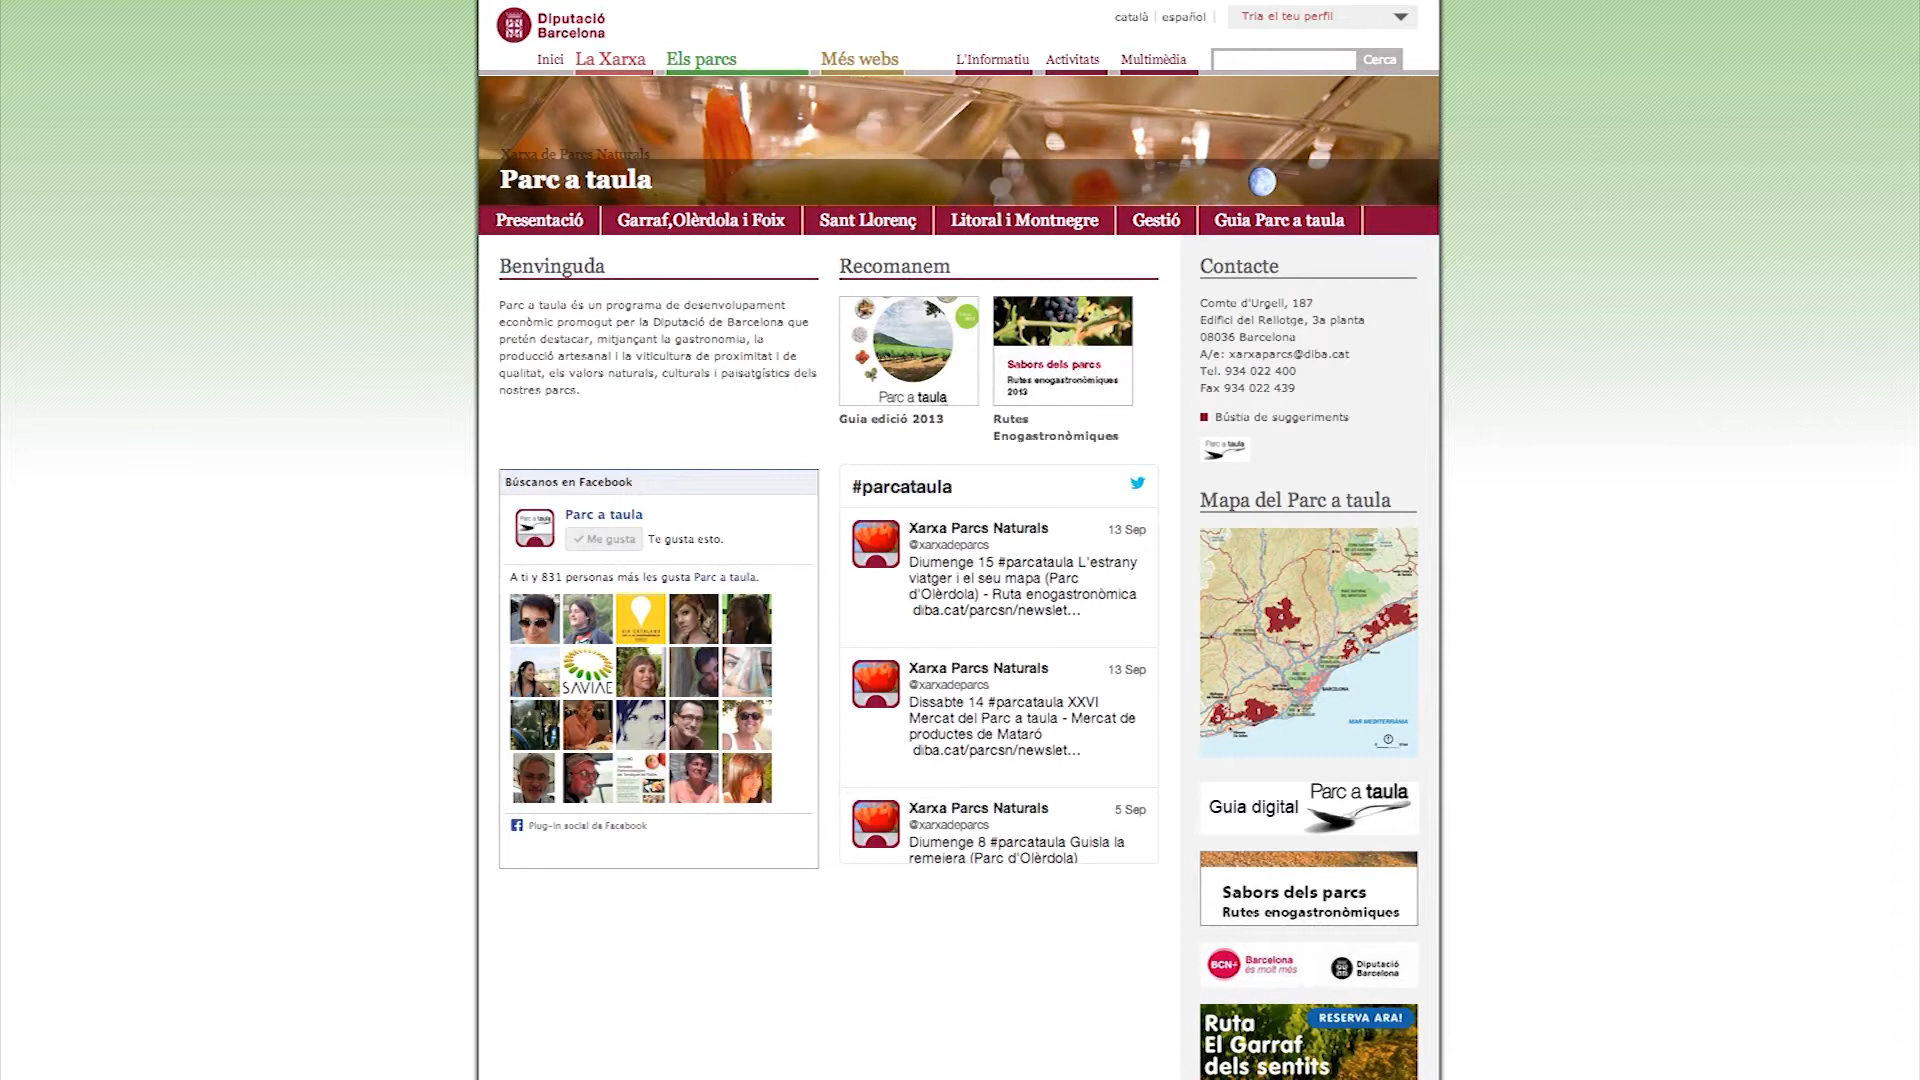 Diputació
Barcelona
català
español
Tria el teu perfil
Inici
La Xarxa
Els parcs
Més webs
L'Informatiu
Activitats
Multimèdia
Cerca
Xarxa de Parcs Naturals
Parc a taula
Presentació
Garraf,Olèrdola i Foix
Sant Llorenç
Litoral i Montnegre
Gestió
Guia Parc a taula
Benvinguda
Parc a taula és un programa de desenvolupament
econòmic promogut per la Diputació de Barcelona que
pretén destacar, mitjançant la gastronomia, la
producció artesanal i la viticultura de proximitat i de
qualitat, els valors naturals, culturals i paisatgístics dels
nostres parcs.
Recomanem
Parc a taula
Guia edició 2013
Sabors dels parcs
Rutes enogastronòmiques
2013
Rutes
Enogastronòmiques
Búscanos en Facebook
Parc a taula
Me gusta
Te gusta esto.
A ti y 831 personas más les gusta Parc a taula.
SAVIAE
Plug-in social de Facebook
#parcataula
Xarxa Parcs Naturals
13 Sep
@xarxadeparcs
Diumenge 15 #parcataula L'estrany
viatger i el seu mapa (Parc
d'Olèrdola) - Ruta enogastronòmica
diba.cat/parcsn/newslet...
Xarxa Parcs Naturals
13 Sep
@xarxadeparcs
Dissabte 14 #parcataula XXVI
Mercat del Parc a taula - Mercat de
productes de Mataró
diba.cat/parcsn/newslet...
Xarxa Parcs Naturals
5 Sep
@xarxadeparcs
Diumenge 8 #parcataula Guisla la
remeiera (Parc d'Olèrdola)
Contacte
Comte d'Urgell, 187
Edifici del Rellotge, 3a planta
08036 Barcelona
A/e: xarxaparcs@diba.cat
Tel. 934 022 400
Fax 934 022 439
Bústia de suggeriments
Parc a taula
Mapa del Parc a taula
BARCELONA
MAR MEDITERRÀNIA
Guia digital
Parc a taula
Sabors dels parcs
Rutes enogastronòmiques
BCN+
Barcelona
és molt més
Diputació
Barcelona
RESERVA ARA!
Ruta
El Garraf
dels sentits